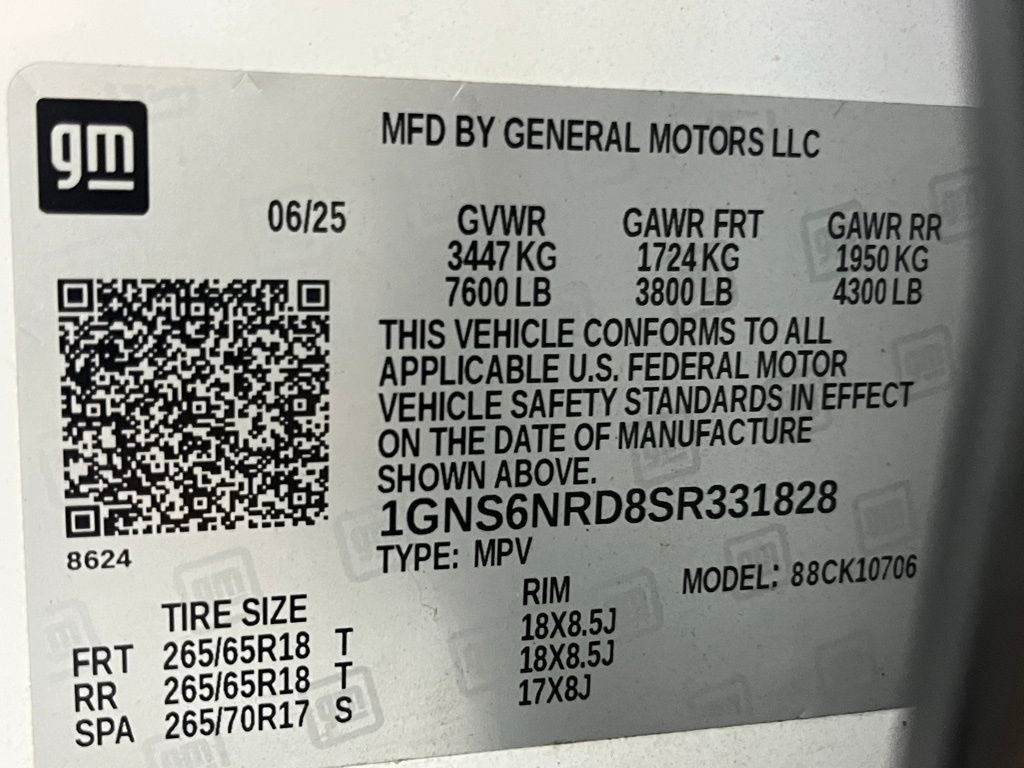 gm
MFD BY GENERAL MOTORS LLC
06/25
GVWR GAWR FRT GAWR RR
3447 KG 1724 KG 1950 KG
7600 LB 3800 LB 4300 LB
THIS VEHICLE CONFORMS TO ALL
APPLICABLE U.S. FEDERAL MOTOR
VEHICLE SAFETY STANDARDS IN EFFECT
ON THE DATE OF MANUFACTURE
SHOWN ABOVE.
1GNS6NRD8SR331828
8624
TYPE: MPV MODEL: 88CK10706
TIRE SIZE RIM
FRT 265/65R18 T 18X8.5J
RR 265/65R18 T 18X8.5J
SPA 265/70R17 S 17X8J